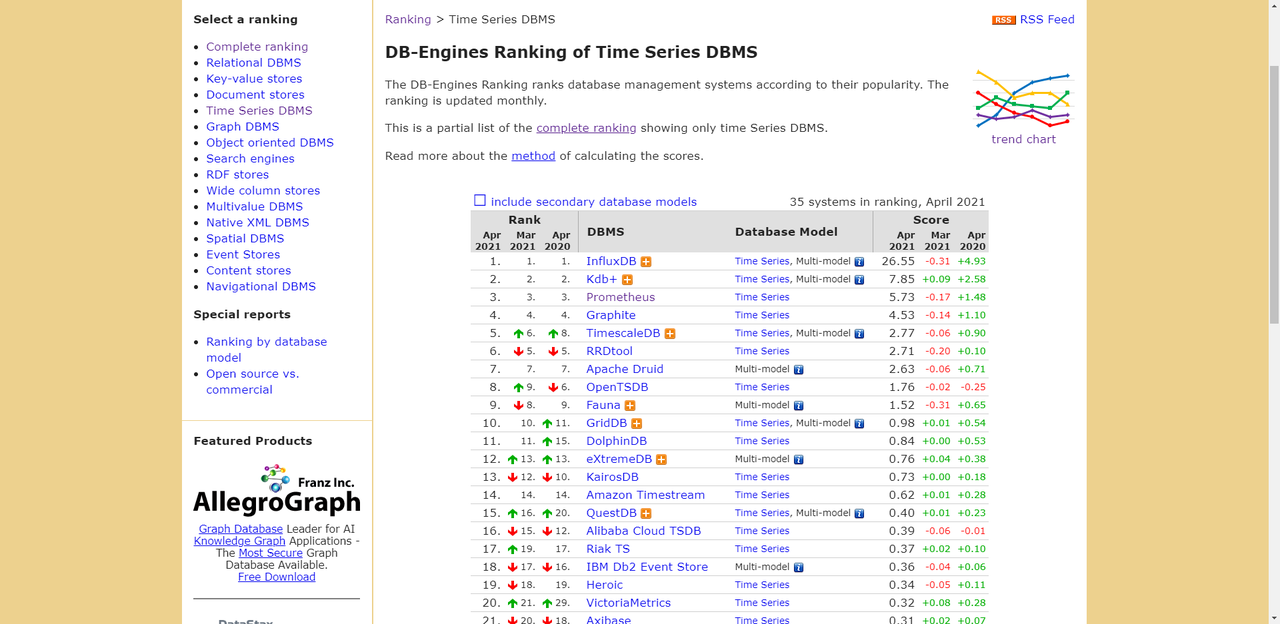 Select a ranking
Complete ranking
Relational DBMS
Key-value stores
Document stores
Time Series DBMS
Graph DBMS
Object oriented DBMS
Search engines
RDF stores
Wide column stores
Multivalue DBMS
Native XML DBMS
Spatial DBMS
Event Stores
Content stores
Navigational DBMS
Special reports
Ranking by database
model
Open source vs.
commercial
Featured Products
Franz Inc.
AllegroGraph
Graph Database Leader for AI
Knowledge Graph Applications -
The Most Secure Graph
Database Available.
Free Download
DataStax
Ranking > Time Series DBMS
RSS RSS Feed
DB-Engines Ranking of Time Series DBMS
The DB-Engines Ranking ranks database management systems according to their popularity. The
ranking is updated monthly.
trend chart
This is a partial list of the complete ranking showing only time Series DBMS.
Read more about the method of calculating the scores.
include secondary database models 35 systems in ranking, April 2021
Rank DBMS Database Model Score
Apr Mar Apr Apr Mar Apr
2021 2021 2020 2021 2021 2020
1. 1. 1. InfluxDB Time Series, Multi-model 26.55 -0.31 +4.93
2. 2. 2. Kdb+ Time Series, Multi-model 7.85 +0.09 +2.58
3. 3. 3. Prometheus Time Series 5.73 -0.17 +1.48
4. 4. 4. Graphite Time Series 4.53 -0.14 +1.10
5. 6. 8. TimescaleDB Time Series, Multi-model 2.77 -0.06 +0.90
6. 5. 5. RRDtool Time Series 2.71 -0.20 +0.10
7. 7. 7. Apache Druid Multi-model 2.63 -0.06 +0.71
8. 9. 6. OpenTSDB Time Series 1.76 -0.02 -0.25
9. 8. 9. Fauna Multi-model 1.52 -0.31 +0.65
10. 10. 11. GridDB Time Series, Multi-model 0.98 +0.01 +0.54
11. 11. 15. DolphinDB Time Series 0.84 +0.00 +0.53
12. 13. 13. eXtremeDB Multi-model 0.76 +0.04 +0.38
13. 12. 10. KairosDB Time Series 0.73 +0.00 +0.18
14. 14. 14. Amazon Timestream Time Series 0.62 +0.01 +0.28
15. 16. 20. QuestDB Time Series, Multi-model 0.40 +0.01 +0.23
16. 15. 12. Alibaba Cloud TSDB Time Series 0.39 -0.06 -0.01
17. 19. 17. Riak TS Time Series 0.37 +0.02 +0.10
18. 17. 16. IBM Db2 Event Store Multi-model 0.36 -0.04 +0.06
19. 18. 19. Heroic Time Series 0.34 -0.05 +0.11
20. 21. 29. VictoriaMetrics Time Series 0.32 +0.08 +0.28
21. 20. 18. Axibase Time Series 0.31 +0.02 +0.07